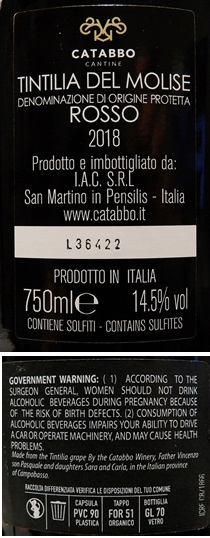 CATABBO
CANTINE
TINTILIA DEL MOLISE
DENOMINAZIONE DI ORIGINE PROTETTA
ROSSO
2018
Prodotto e imbottigliato da:
I.A.C. S.R.L
San Martino in Pensilis - Italia
www.catabbo.it
L36422
PRODOTTO IN ITALIA
750ml e 14.5% vol
CONTIENE SOLFITI - CONTAINS SULFITES
GOVERNMENT WARNING: ( 1) ACCORDING TO THE
SURGEON GENERAL, WOMEN SHOULD NOT DRINK
ALCOHOLIC BEVERAGES DURING PREGNANCY BECAUSE
OF THE RISK OF BIRTH DEFECTS. (2) CONSUMPTION OF
ALCOHOLIC BEVERAGES IMPAIRS YOUR ABILITY TO DRIVE
A CAR OR OPERATE MACHINERY, AND MAY CAUSE HEALTH
PROBLEMS.
Made from the Tintilia grape By the Catabbo Winery, Father Vincenzo
son Pasquale and daughters Sara and Carla, in the Italian province
of Campobasso.
RACCOLTA DIFFERENZIATA VERIFICA LE DISPOSIZIONI DEL TUO COMUNE
CAPSULA
PVC 90
PLASTICA
TAPPO
FOR 51
ORGANICO
BOTTIGLIA
GL 70
VETRO